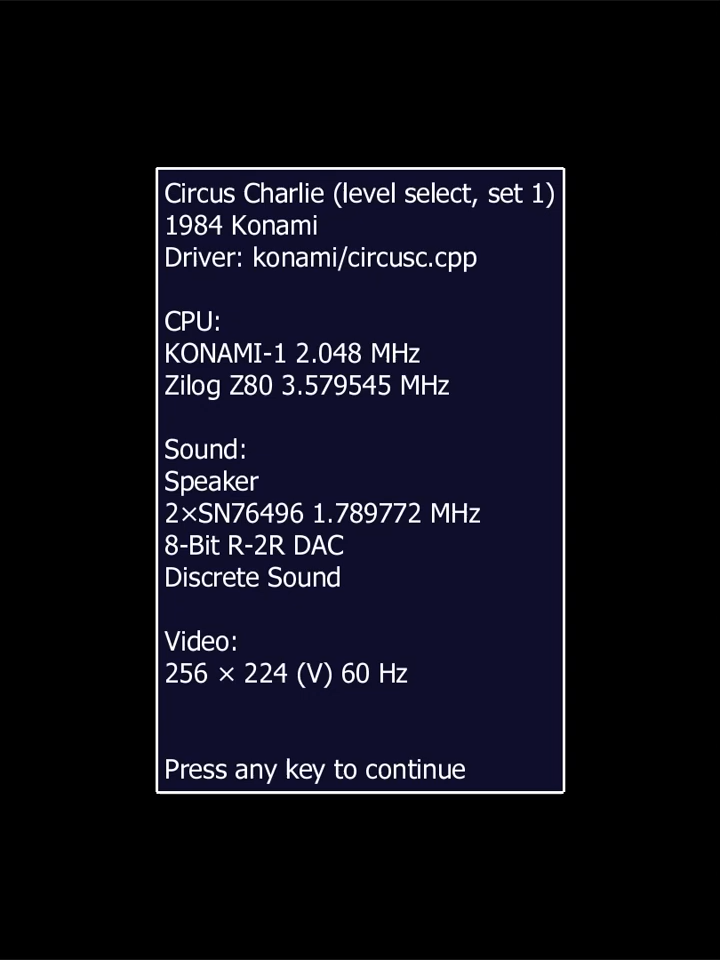 Circus Charlie (level select, set 1)
1984 Konami
Driver: konami/circusc.cpp
CPU:
KONAMI-1 2.048 MHz
Zilog Z80 3.579545 MHz
Sound:
Speaker
2×SN76496 1.789772 MHz
8-Bit R-2R DAC
Discrete Sound
Video:
256 × 224 (V) 60 Hz
Press any key to continue